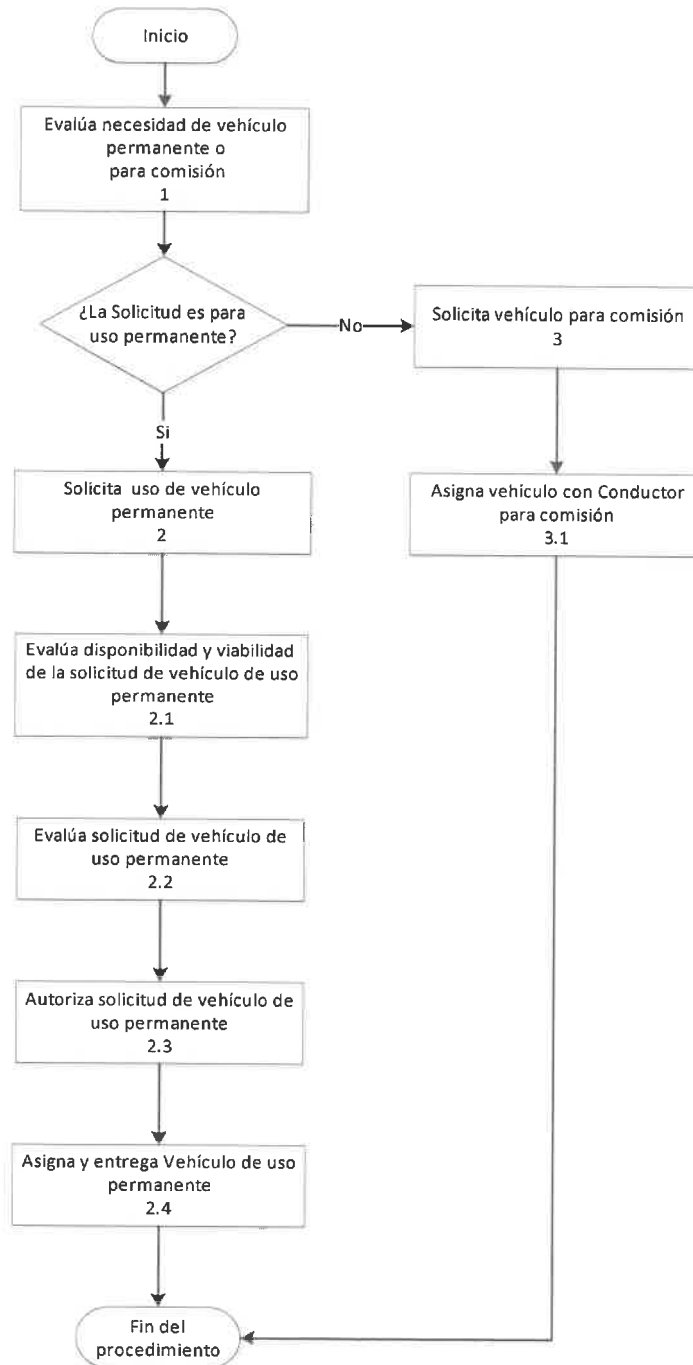 Inicio
Evalúa necesidad de vehículo
permanente o
para comisión
1
¿La Solicitud es para
uso permanente?
No
Solicita vehículo para comisión
3
Si
Solicita uso de vehículo
permanente
2
Asigna vehículo con Conductor
para comisión
3.1
Evalúa disponibilidad y viabilidad
de la solicitud de vehículo de uso
permanente
2.1
Evalúa solicitud de vehículo de
uso permanente
2.2
Autoriza solicitud de vehículo de
uso permanente
2.3
Asigna y entrega Vehículo de uso
permanente
2.4
Fin del
procedimiento